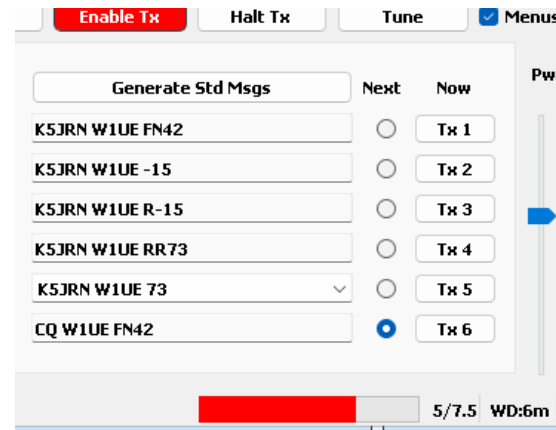 Enable Tx Halt Tx Tune Menus
Pw
Generate Std Msgs Next Now
K5JRN W1UE FN42 Tx 1
K5JRN W1UE -15 Tx 2
K5JRN W1UE R-15 Tx 3
K5JRN W1UE RR73 Tx 4
K5JRN W1UE 73 Tx 5
CQ W1UE FN42 Tx 6
5/7.5 WD:6m